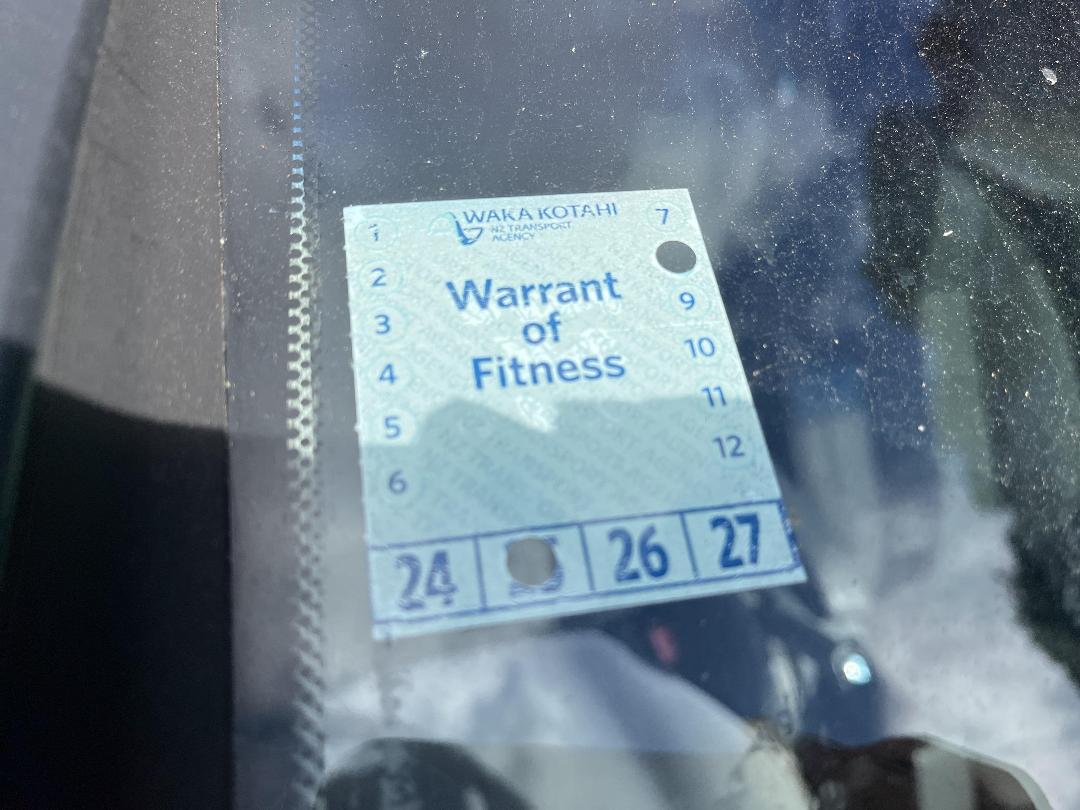 WAKA KOTAHI
NZ TRANSPORT
AGENCY
Warrant
of
Fitness
1
2
3
4
5
6
7
9
10
11
12
24 26 27